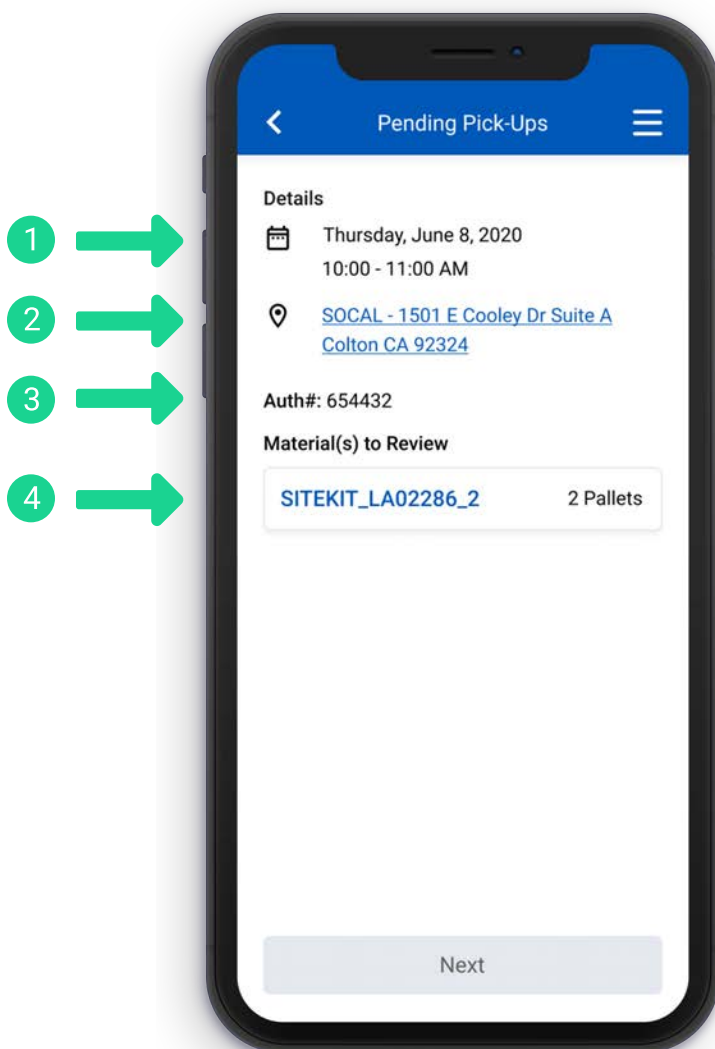 Pending Pick-Ups
Details
1
Thursday, June 8, 2020
10:00 - 11:00 AM
2
SOCAL - 1501 E Cooley Dr Suite A
Colton CA 92324
3
Auth#: 654432
Material(s) to Review
4
SITEKIT_LA02286_2 2 Pallets
Next